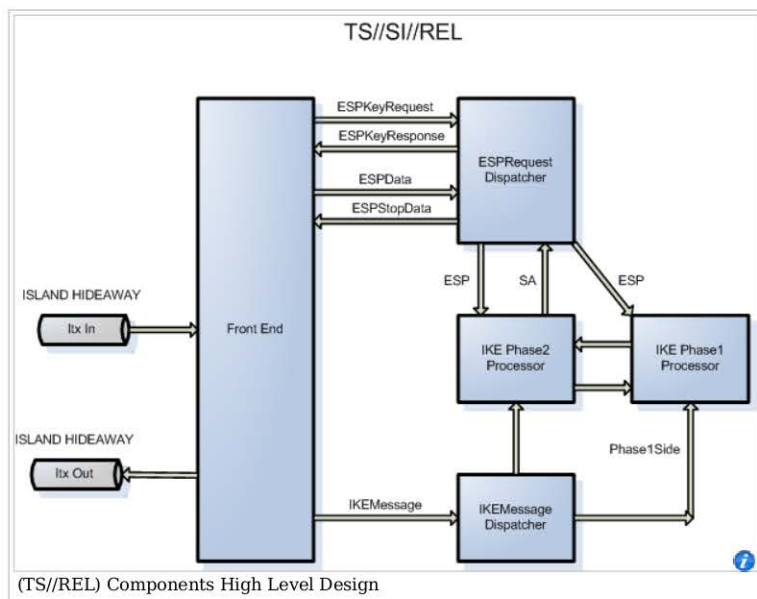 TS//SI//REL
ESPKeyRequest
ESPKeyResponse
ESPData
ESPStopData
ESPRequest
Dispatcher
ESP
SA
ESP
ISLAND HIDEAWAY
Itx In
Front End
IKE Phase2
Processor
IKE Phase1
Processor
ISLAND HIDEAWAY
Itx Out
Phase1Side
IKEMessage
IKEMessage
Dispatcher
i
(TS//REL) Components High Level Design